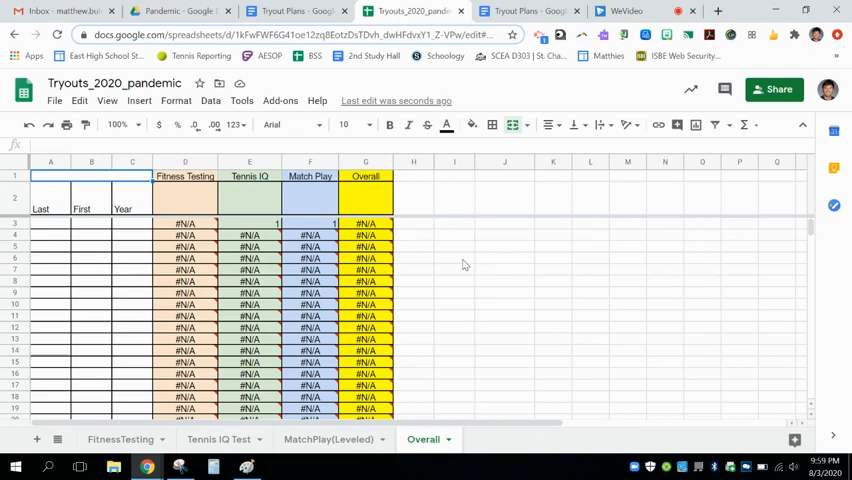 Inbox - matthew.buls
Pandemic - Google D
Tryout Plans - Googl
Tryouts_2020_pande
Tryout Plans - Googl
WeVideo
docs.google.com/spreadsheets/d/1kFwFWF6G41oe12zq8EotzDsTDvh_dwHFdvxY1_Z-VPw/edit#...
Apps
East High School St...
Tennis Reporting
AESOP
BSS
2nd Study Hall
Schoology
SCEA D303 | St. Cha...
Matthies
ISBE Web Security...
Tryouts_2020_pandemic
File Edit View Insert Format Data Tools Add-ons Help Last edit was seconds ago
Share
100% $ % .0 .00 123 Arial 10 B I S A
fx
A B C D E F G H I J K L M N O P Q
1 Fitness Testing Tennis IQ Match Play Overall
2 Last First Year
3 #N/A 1 1 #N/A
4 #N/A #N/A #N/A #N/A
5 #N/A #N/A #N/A #N/A
6 #N/A #N/A #N/A #N/A
7 #N/A #N/A #N/A #N/A
8 #N/A #N/A #N/A #N/A
9 #N/A #N/A #N/A #N/A
10 #N/A #N/A #N/A #N/A
11 #N/A #N/A #N/A #N/A
12 #N/A #N/A #N/A #N/A
13 #N/A #N/A #N/A #N/A
14 #N/A #N/A #N/A #N/A
15 #N/A #N/A #N/A #N/A
16 #N/A #N/A #N/A #N/A
17 #N/A #N/A #N/A #N/A
18 #N/A #N/A #N/A #N/A
19 #N/A #N/A #N/A #N/A
FitnessTesting Tennis IQ Test MatchPlay(Leveled) Overall
9:59 PM
8/3/2020